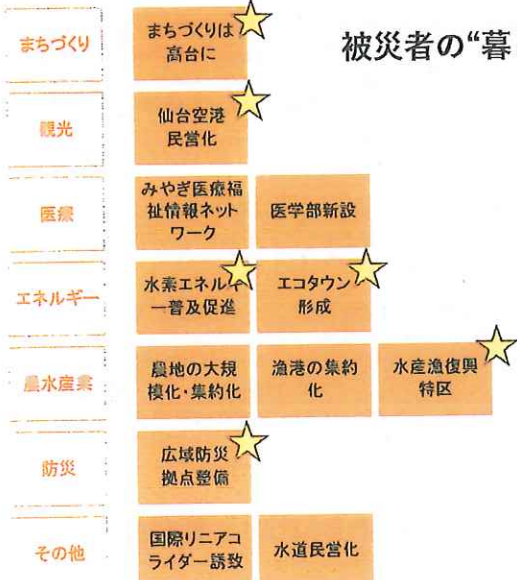 被災者の“暮
まちづくり
まちづくりは
高台に
観光
仙台空港
民営化
医療
みやぎ医療福
祉情報ネット
ワーク
医学部新設
エネルギー
水素エネルギ
ー普及促進
エコタウン
形成
農水産業
農地の大規
模化・集約化
漁港の集約
化
水産漁復興
特区
防災
広域防災
拠点整備
その他
国際リニアコ
ライダー誘致
水道民営化